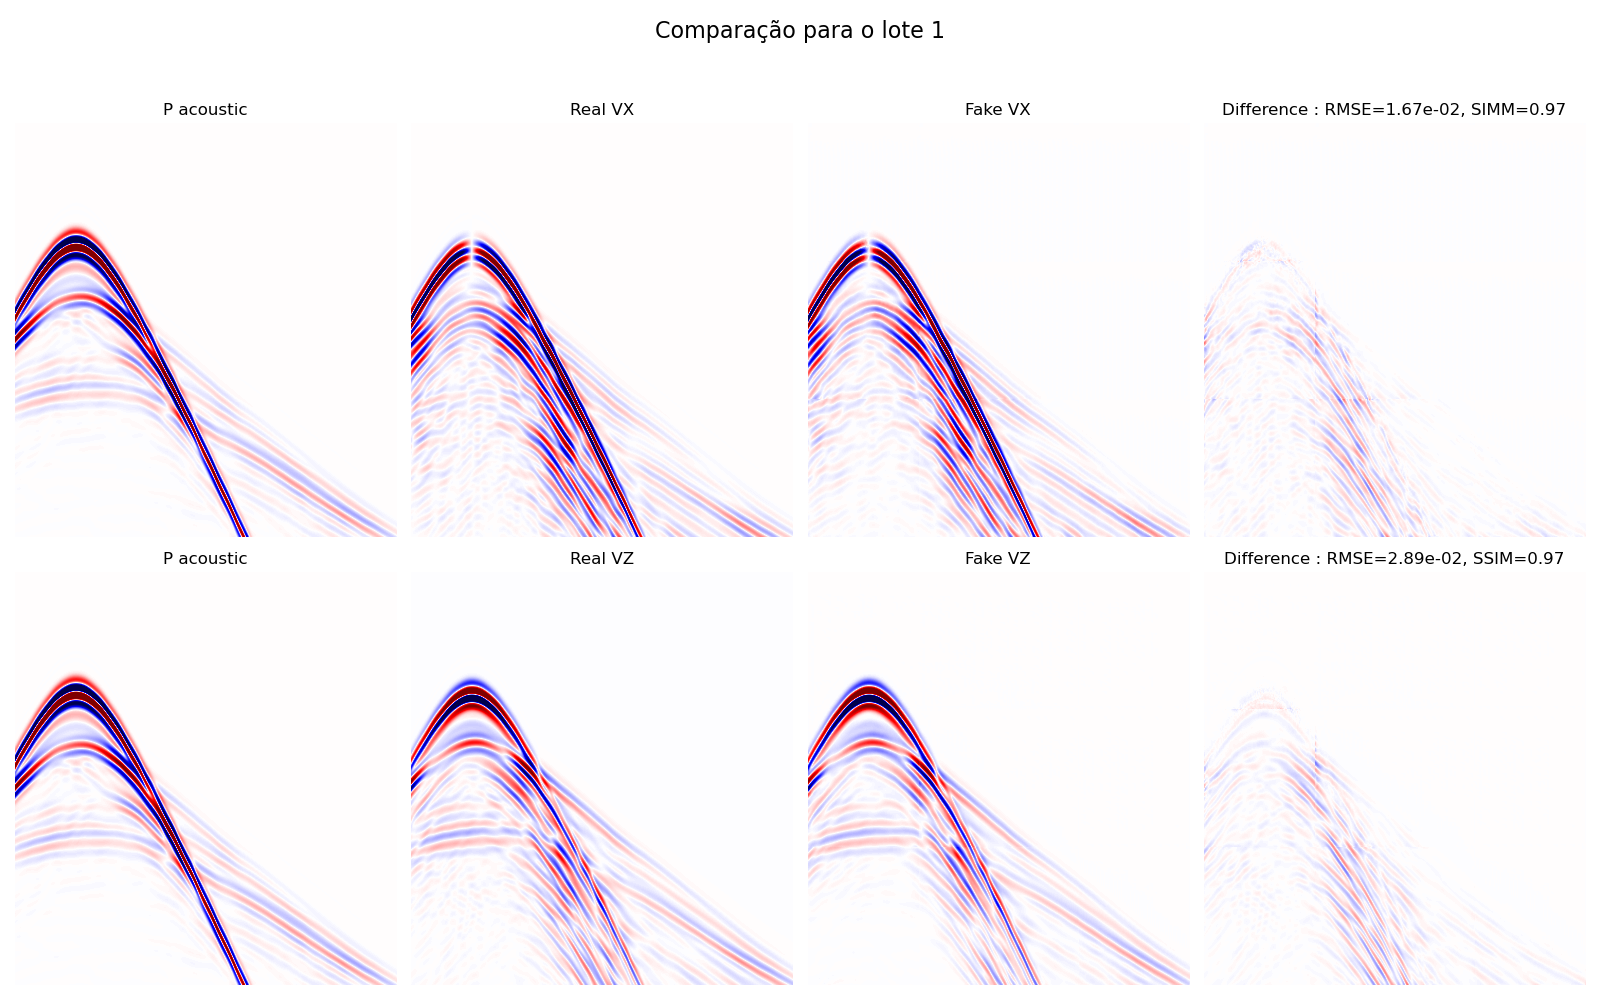 Comparação para o lote 1
P acoustic
Real VX
Fake VX
Difference : RMSE=1.67e-02, SIMM=0.97
P acoustic
Real VZ
Fake VZ
Difference : RMSE=2.89e-02, SSIM=0.97